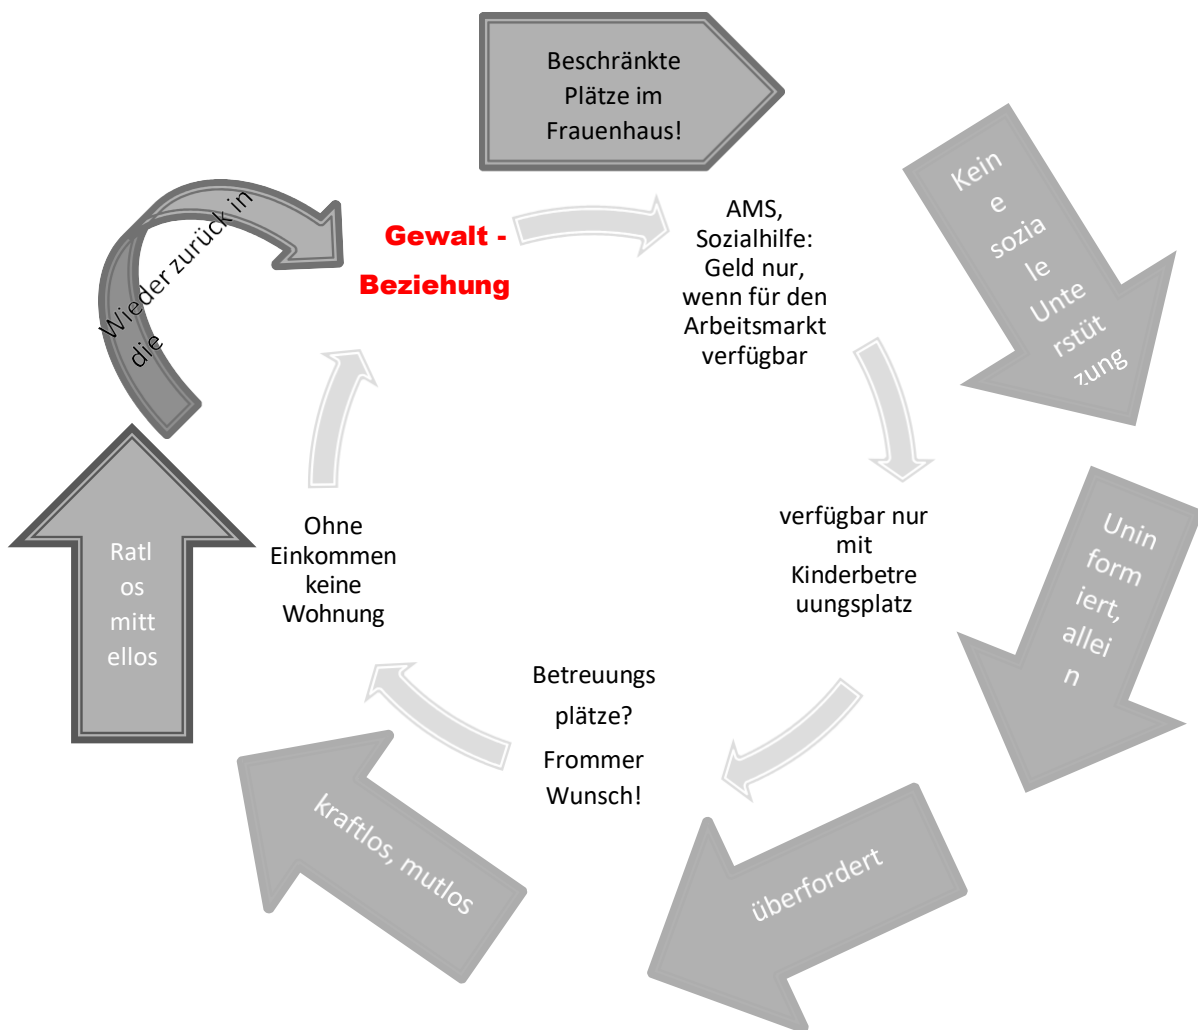 Beschränkte
Plätze im
Frauenhaus!
Kein
e
sozia
le
Unte
rstüt
zung
Wieder zurück in
die
Gewalt -
Beziehung
AMS,
Sozialhilfe:
Geld nur,
wenn für den
Arbeitsmarkt
verfügbar
verfügbar nur
mit
Kinderbetre
uungsplatz
Unin
form
iert,
allei
n
Betreuungs
plätze?
Frommer
Wunsch!
überfordert
kraftlos, mutlos
Ohne
Einkommen
keine
Wohnung
Ratl
os
mitt
ellos